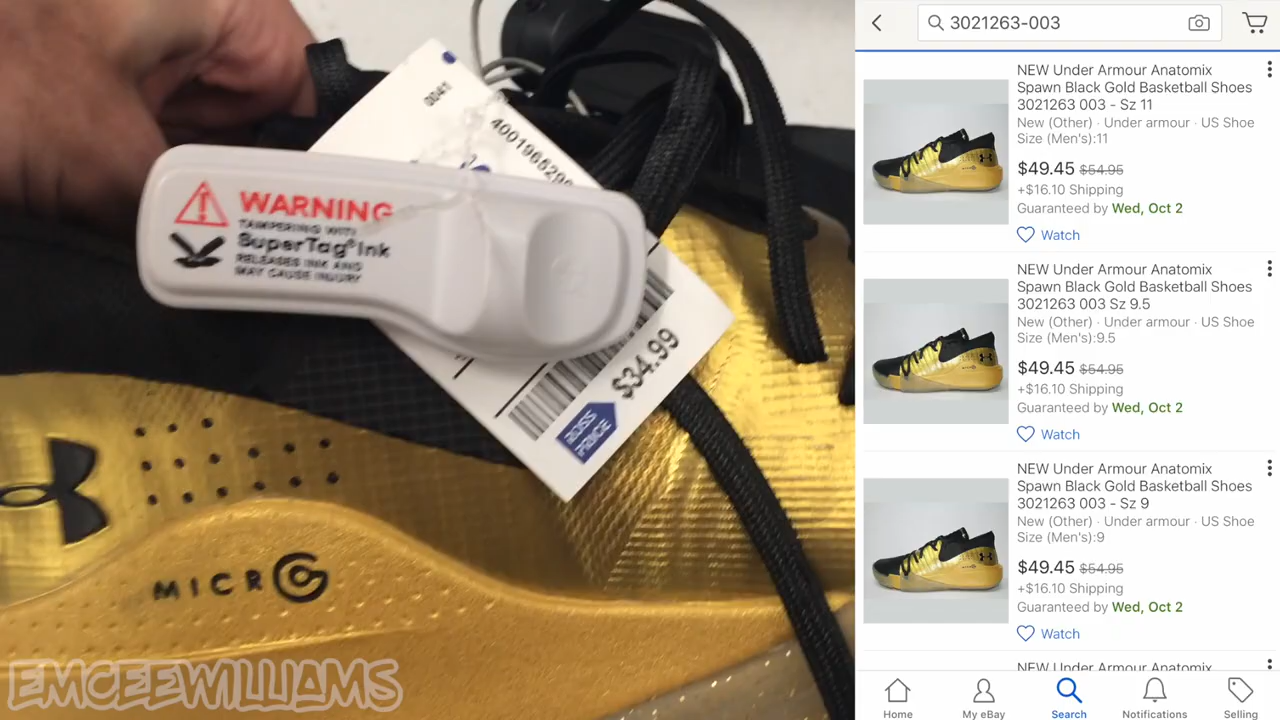 0041
WARNING
TAMPERING WITH
SuperTag® Ink
RELEASES INK AND
MAY CAUSE INJURY
$34.99
ROSS
PRICE
MICRO G
EMCEEWILLIAMS
3021263-003
NEW Under Armour Anatomix
Spawn Black Gold Basketball Shoes
3021263 003 - Sz 11
New (Other) · Under armour · US Shoe
Size (Men's):11
$49.45 $54.95
+$16.10 Shipping
Guaranteed by Wed, Oct 2
Watch
NEW Under Armour Anatomix
Spawn Black Gold Basketball Shoes
3021263 003 Sz 9.5
New (Other) · Under armour · US Shoe
Size (Men's):9.5
$49.45 $54.95
+$16.10 Shipping
Guaranteed by Wed, Oct 2
Watch
NEW Under Armour Anatomix
Spawn Black Gold Basketball Shoes
3021263 003 - Sz 9
New (Other) · Under armour · US Shoe
Size (Men's):9
$49.45 $54.95
+$16.10 Shipping
Guaranteed by Wed, Oct 2
Watch
NEW Under Armour Anatomix
Home
My eBay
Search
Notifications
Selling